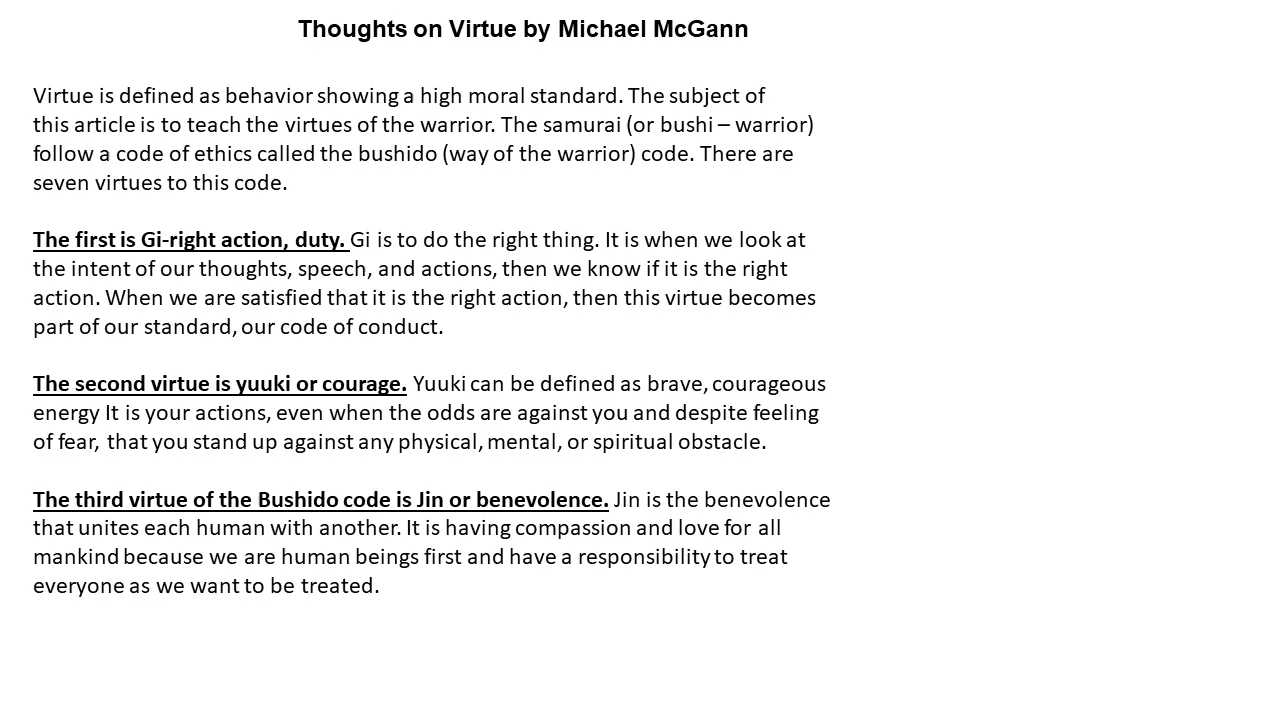 Thoughts on Virtue by Michael McGann
Virtue is defined as behavior showing a high moral standard. The subject of
this article is to teach the virtues of the warrior. The samurai (or bushi – warrior)
follow a code of ethics called the bushido (way of the warrior) code. There are
seven virtues to this code.
The first is Gi-right action, duty. Gi is to do the right thing. It is when we look at
the intent of our thoughts, speech, and actions, then we know if it is the right
action. When we are satisfied that it is the right action, then this virtue becomes
part of our standard, our code of conduct.
The second virtue is yuuki or courage. Yuuki can be defined as brave, courageous
energy It is your actions, even when the odds are against you and despite feeling
of fear, that you stand up against any physical, mental, or spiritual obstacle.
The third virtue of the Bushido code is Jin or benevolence. Jin is the benevolence
that unites each human with another. It is having compassion and love for all
mankind because we are human beings first and have a responsibility to treat
everyone as we want to be treated.